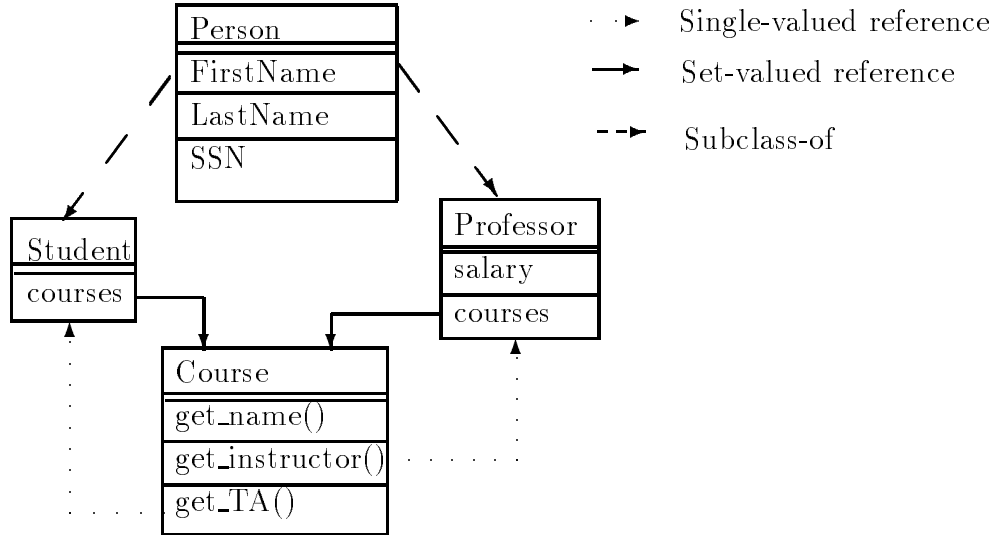 Person
FirstName
LastName
SSN
Single-valued reference
Set-valued reference
Subclass-of
Student
courses
Professor
salary
courses
Course
get_name()
get_instructor()
get_TA()